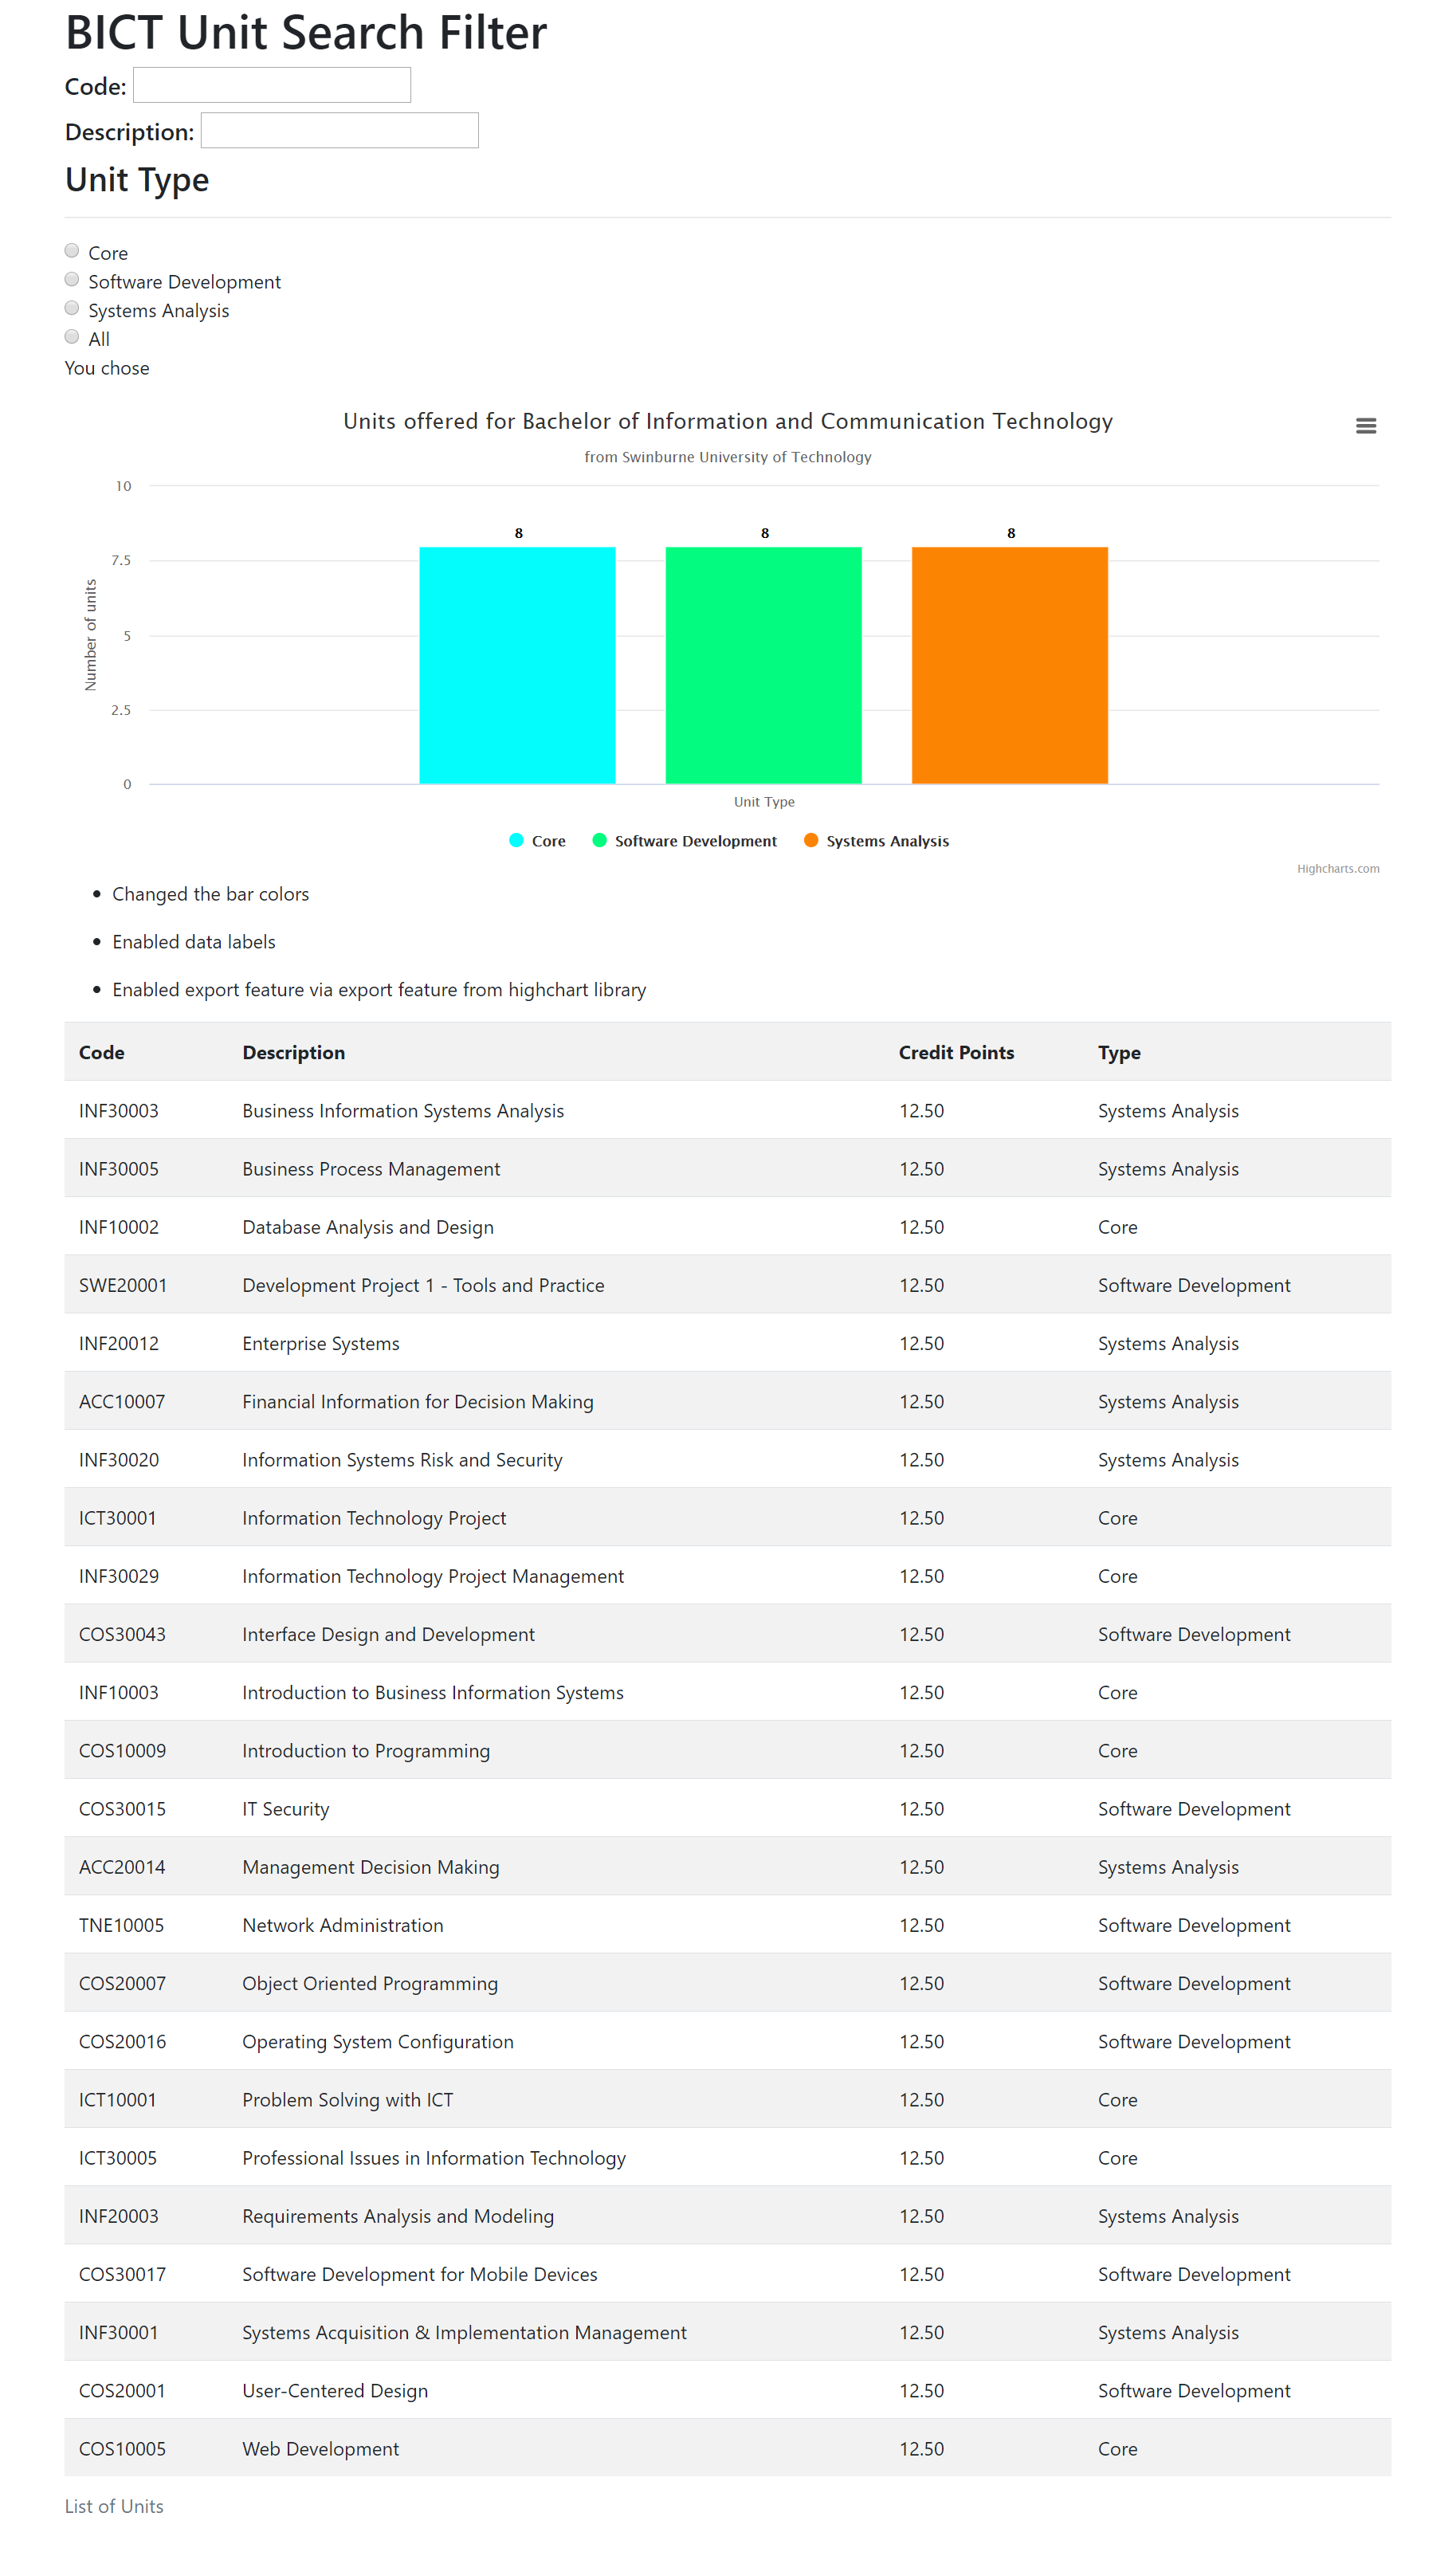 BICT Unit Search Filter
Code:
Description:
Unit Type
Core
Software Development
Systems Analysis
All
You chose
Units offered for Bachelor of Information and Communication Technology
from Swinburne University of Technology
Number of units
10
7.5
5
2.5
0
8 8 8
Unit Type
Core Software Development Systems Analysis
Highcharts.com
• Changed the bar colors
• Enabled data labels
• Enabled export feature via export feature from highchart library
Code Description Credit Points Type
INF30003 Business Information Systems Analysis 12.50 Systems Analysis
INF30005 Business Process Management 12.50 Systems Analysis
INF10002 Database Analysis and Design 12.50 Core
SWE20001 Development Project 1 - Tools and Practice 12.50 Software Development
INF20012 Enterprise Systems 12.50 Systems Analysis
ACC10007 Financial Information for Decision Making 12.50 Systems Analysis
INF30020 Information Systems Risk and Security 12.50 Systems Analysis
ICT30001 Information Technology Project 12.50 Core
INF30029 Information Technology Project Management 12.50 Core
COS30043 Interface Design and Development 12.50 Software Development
INF10003 Introduction to Business Information Systems 12.50 Core
COS10009 Introduction to Programming 12.50 Core
COS30015 IT Security 12.50 Software Development
ACC20014 Management Decision Making 12.50 Systems Analysis
TNE10005 Network Administration 12.50 Software Development
COS20007 Object Oriented Programming 12.50 Software Development
COS20016 Operating System Configuration 12.50 Software Development
ICT10001 Problem Solving with ICT 12.50 Core
ICT30005 Professional Issues in Information Technology 12.50 Core
INF20003 Requirements Analysis and Modeling 12.50 Systems Analysis
COS30017 Software Development for Mobile Devices 12.50 Software Development
INF30001 Systems Acquisition & Implementation Management 12.50 Systems Analysis
COS20001 User-Centered Design 12.50 Software Development
COS10005 Web Development 12.50 Core
List of Units